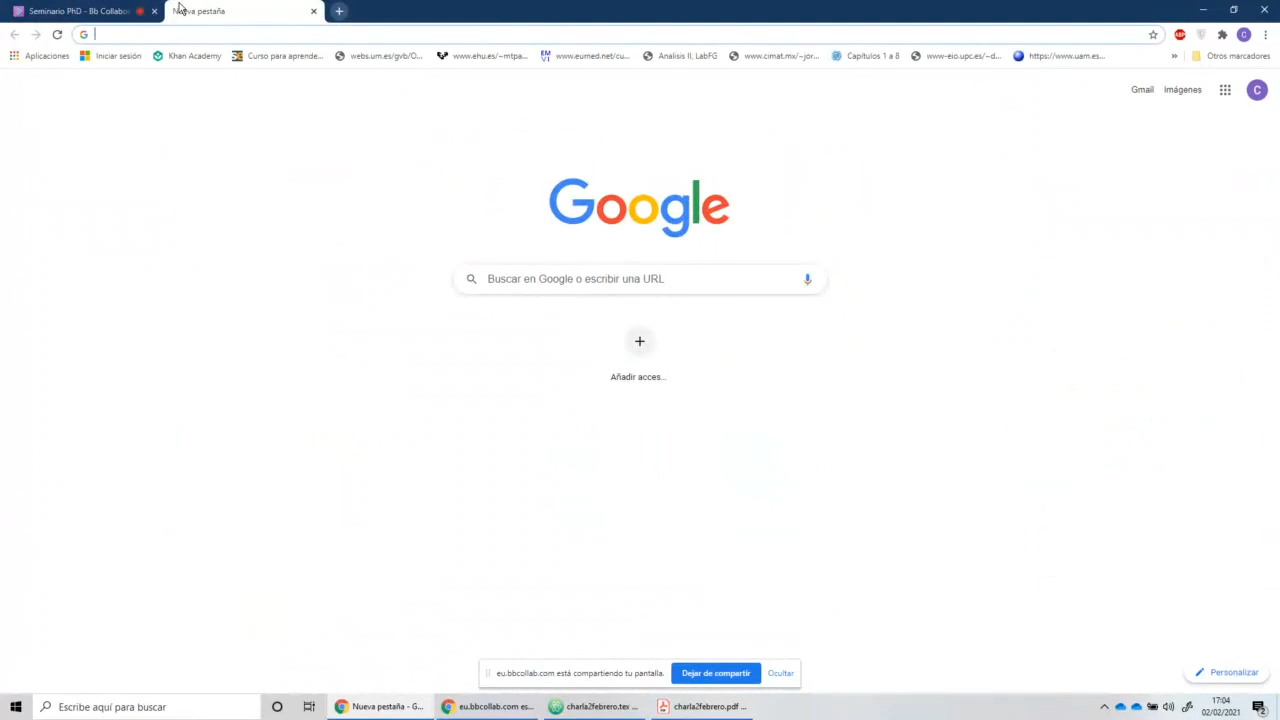 Seminario PhD - Bb Collabo
Nueva pestaña
Aplicaciones
Iniciar sesión
Khan Academy
Curso para aprende...
webs.um.es/gvb/O...
www.ehu.es/~mtpa...
www.eumed.net/cu...
Analisis II, LabFG
www.cimat.mx/~jor...
Capítulos 1 a 8
www-eio.upc.es/~d...
https://www.uam.es...
»
Otros marcadores
Gmail
Imágenes
C
Google
Buscar en Google o escribir una URL
Añadir acces...
eu.bbcollab.com está compartiendo tu pantalla.
Dejar de compartir
Ocultar
Personalizar
Escribe aquí para buscar
Nueva pestaña - G...
eu.bbcollab.com es...
charla2febrero.tex ...
charla2febrero.pdf ...
17:04
02/02/2021
2